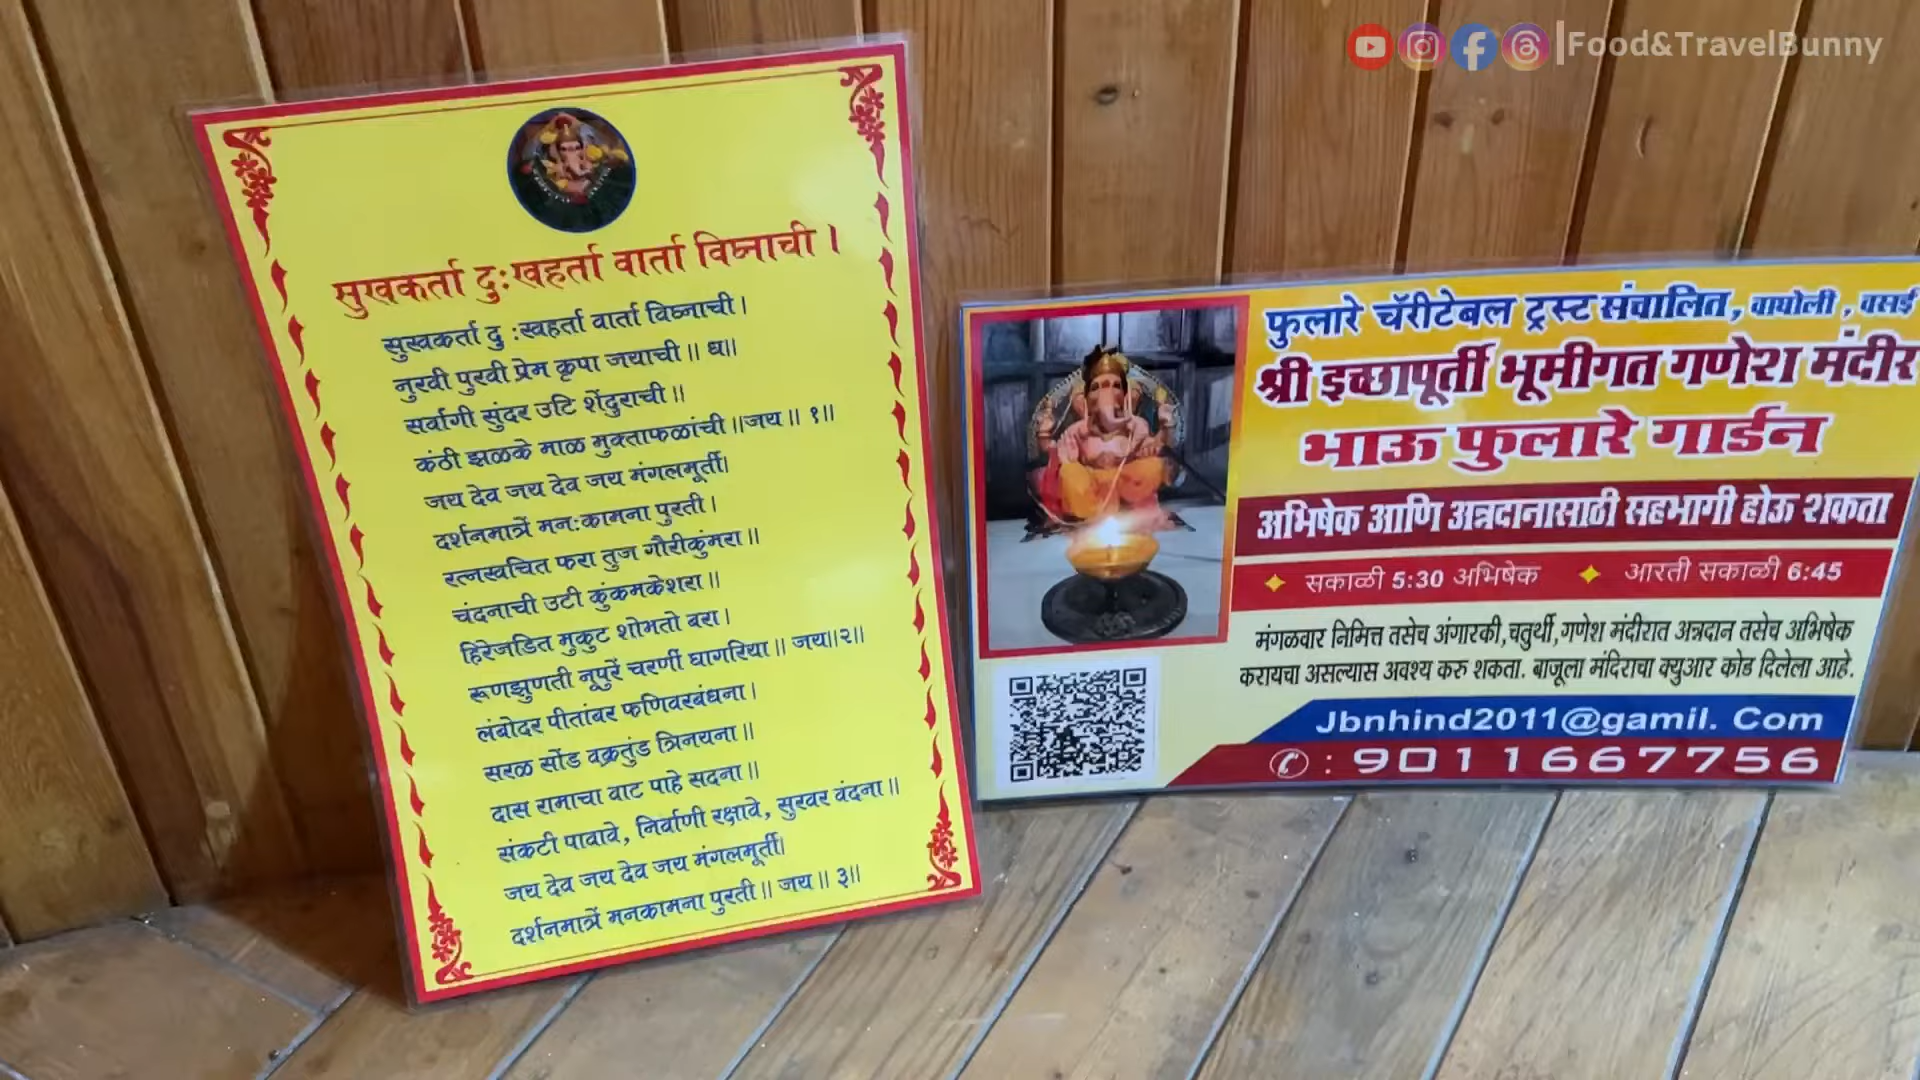 Food&TravelBunny
सुखकर्ता दुःखहर्ता वार्ता विघ्नाची ।
सुखकर्ता दु :खहर्ता वार्ता विघ्नाची ।
नुरवी पुरवी प्रेम कृपा जयाची ॥ ध॥
सर्वागी सुंदर उटि शेंदुराची ॥
कंठी झळके माळ मुक्ताफळांची ॥जय ॥ १॥
जय देव जय देव जय मंगलमूर्ती।
दर्शनमात्रें मन:कामना पुरती ।
रत्नखचित फरा तुज गौरीकुंमरा ॥
चंदनाची उटी कुंकमकेशरा ॥
हिरेजडित मुकुट शोभतो बरा ।
रूणझुणती नूपुरें चरणीं घागरिया ॥ जय॥२॥
लंबोदर पीतांबर फणिवरबंधना ।
सरळ सोंड वक्रतुंड त्रिनयना ॥
दास रामाचा वाट पाहे सदना ॥
संकटी पावावे, निर्वाणी रक्षावे, सुरवर वंदना ॥
जय देव जय देव जय मंगलमूर्ती।
दर्शनमात्रें मनकामना पुरती ॥ जय ॥ ३॥
फुलारे चॅरीटेबल ट्रस्ट संचालित, वाघोली , वसई
श्री इच्छापूर्ती भूमीगत गणेश मंदीर
भाऊ फुलारे गार्डन
अभिषेक आणि अन्नदानासाठी सहभागी होऊ शकता
सकाळी 5:30 अभिषेक आरती सकाळी 6:45
मंगळवार निमित्त तसेच अंगारकी,चतुर्थी,गणेश मंदीरात अन्नदान तसेच अभिषेक
करायचा असल्यास अवश्य करु शकता. बाजूला मंदिराचा क्युआर कोड दिलेला आहे.
Jbnhind2011@gamil. Com
: 9011667756